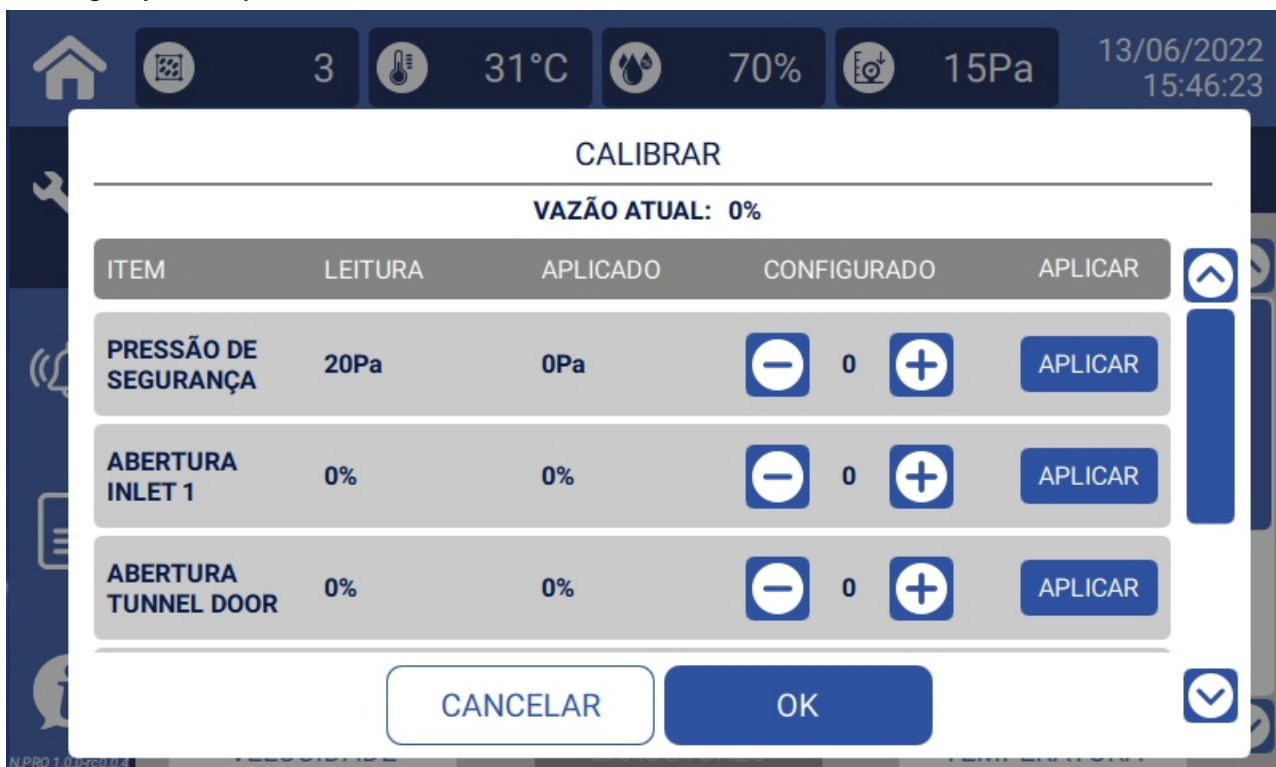 3 31°C 70% 15Pa 13/06/2022
15:46:23
CALIBRAR
VAZÃO ATUAL: 0%
ITEM LEITURA APLICADO CONFIGURADO APLICAR
PRESSÃO DE
SEGURANÇA 20Pa 0Pa 0 APLICAR
ABERTURA
INLET 1 0% 0% 0 APLICAR
ABERTURA
TUNNEL DOOR 0% 0% 0 APLICAR
CANCELAR OK